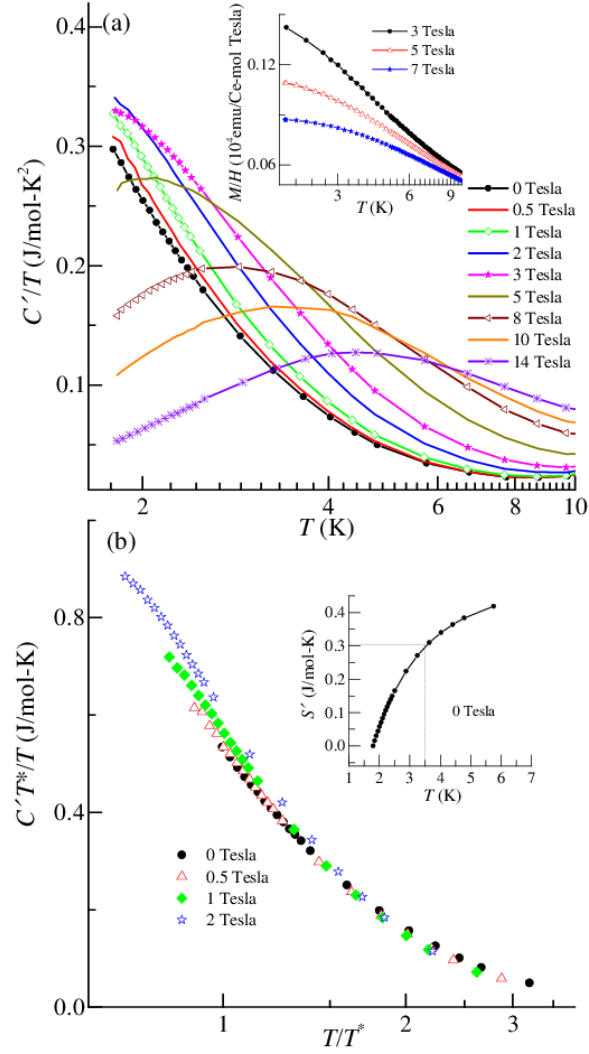 (a)
C′/T (J/mol-K²)
0.4
0.3
0.2
0.1
2
4
6
8
10
T (K)
M/H (10⁴emu/Ce-mol Tesla)
0.12
0.06
3
6
9
T (K)
3 Tesla
5 Tesla
7 Tesla
0 Tesla
0.5 Tesla
1 Tesla
2 Tesla
3 Tesla
5 Tesla
8 Tesla
10 Tesla
14 Tesla
(b)
C′T*/T (J/mol-K)
0.8
0.4
0.0
1
2
3
T/T*
0 Tesla
0.5 Tesla
1 Tesla
2 Tesla
S′ (J/mol-K)
0.5
0.4
0.3
0.2
0.1
0.0
1
2
3
4
5
6
7
T (K)
0 Tesla